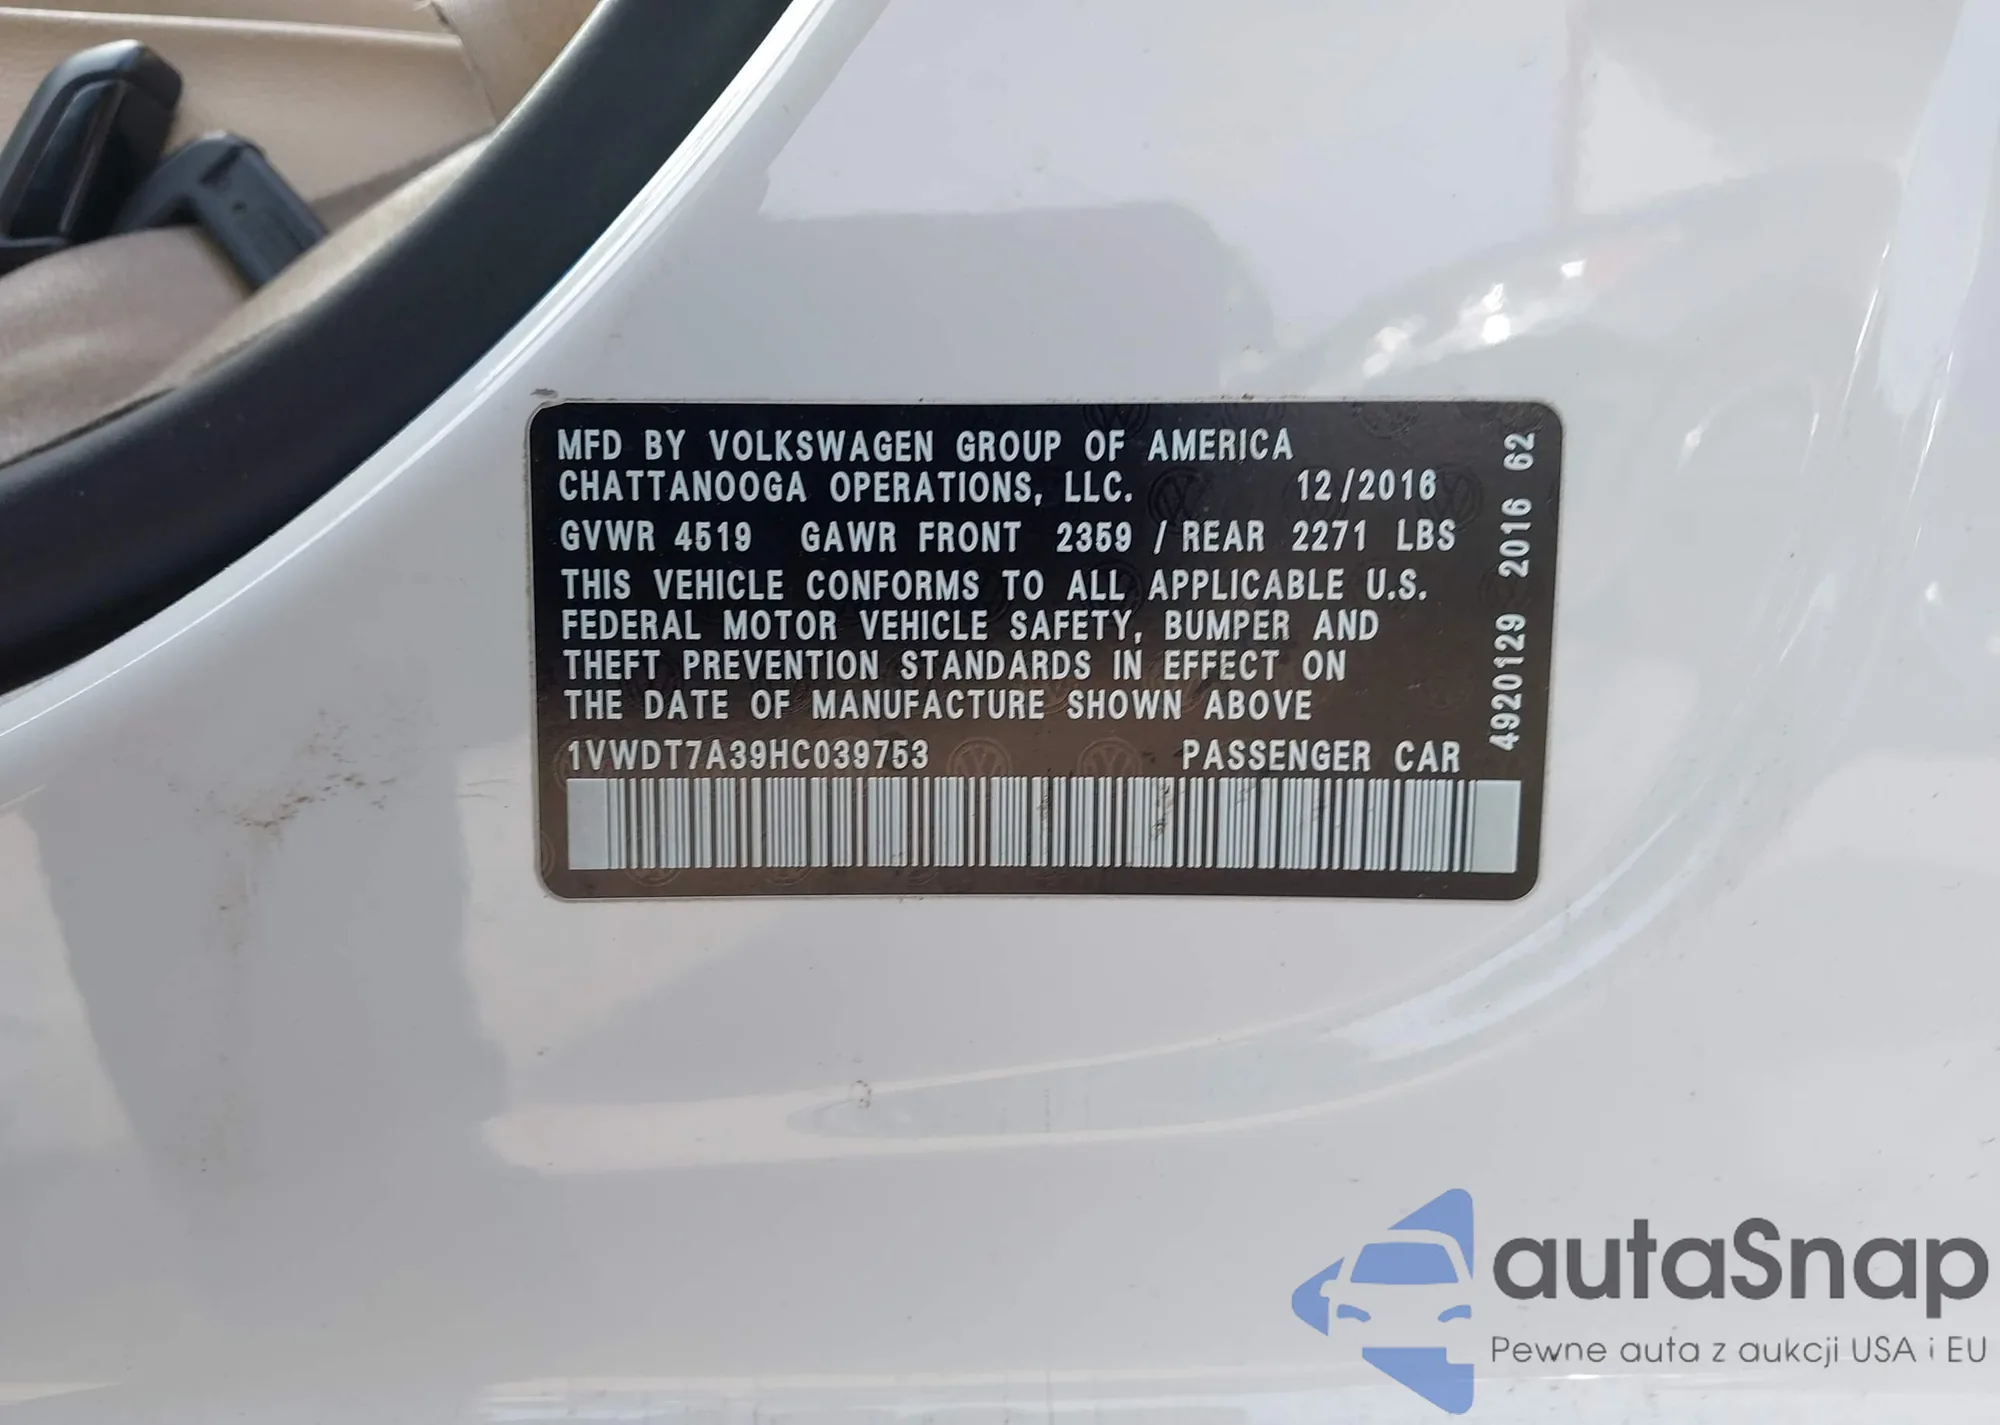 MFD BY VOLKSWAGEN GROUP OF AMERICA
CHATTANOOGA OPERATIONS, LLC. 12/2016
GVWR 4519 GAWR FRONT 2359 / REAR 2271 LBS
THIS VEHICLE CONFORMS TO ALL APPLICABLE U.S.
FEDERAL MOTOR VEHICLE SAFETY, BUMPER AND
THEFT PREVENTION STANDARDS IN EFFECT ON
THE DATE OF MANUFACTURE SHOWN ABOVE
1VWDT7A39HC039753 PASSENGER CAR
4920129 2016 62
autaSnap
Pewne auta z aukcji USA i EU